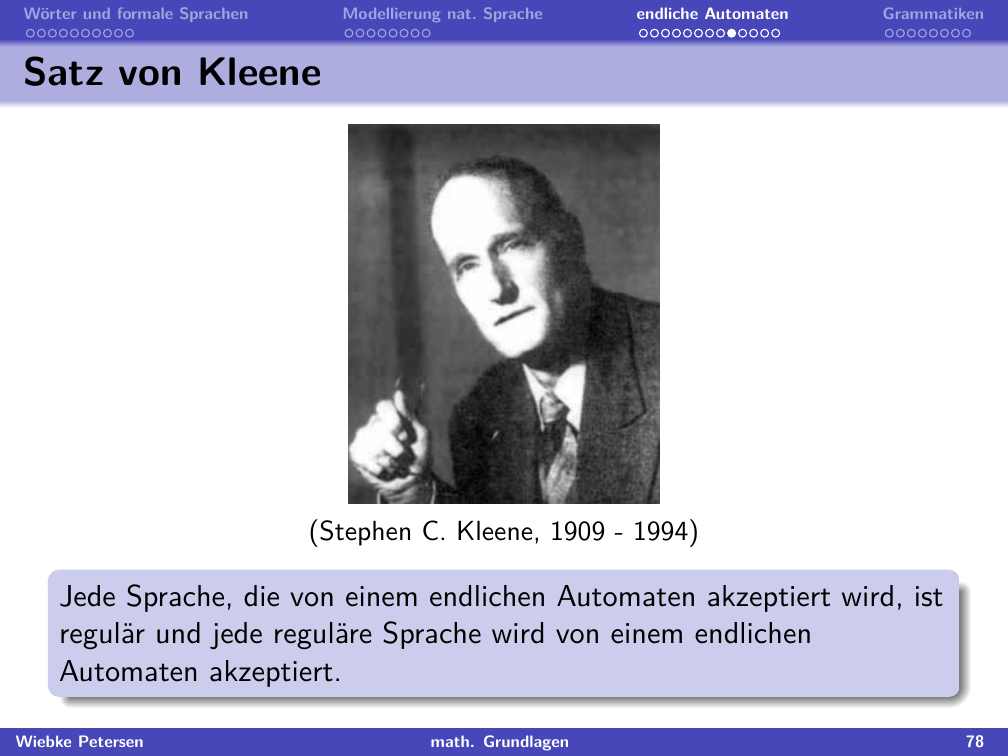 Wörter und formale Sprachen
Modellierung nat. Sprache
endliche Automaten
Grammatiken
Satz von Kleene
(Stephen C. Kleene, 1909 - 1994)
Jede Sprache, die von einem endlichen Automaten akzeptiert wird, ist
regulär und jede reguläre Sprache wird von einem endlichen
Automaten akzeptiert.
Wiebke Petersen
math. Grundlagen
78